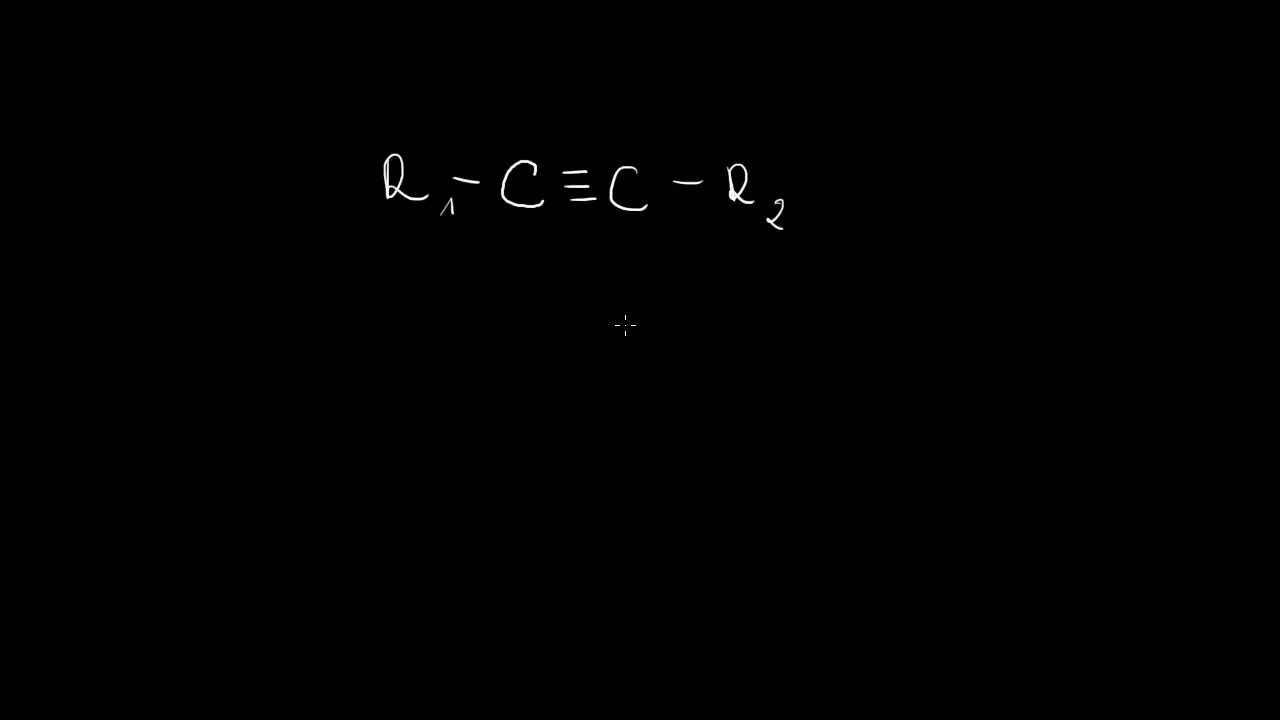 R₁ – C ≡ C – R₂